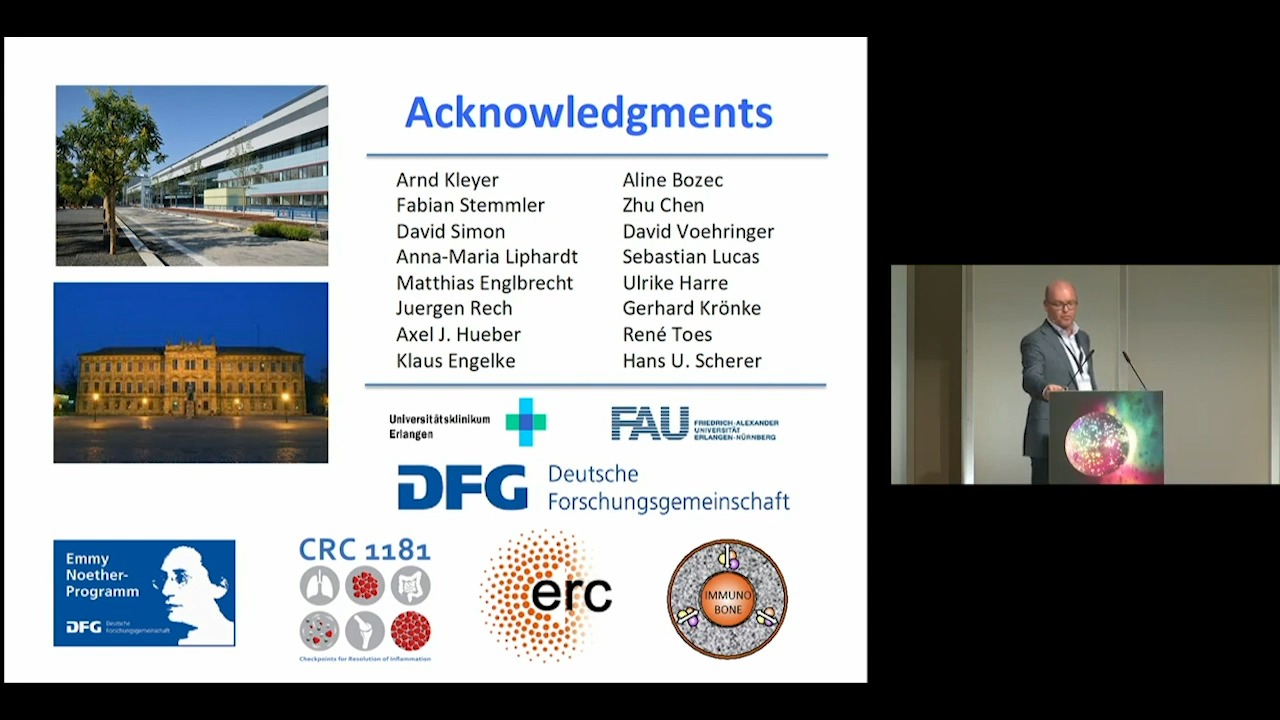 Acknowledgments
Arnd Kleyer
Fabian Stemmler
David Simon
Anna-Maria Liphardt
Matthias Englbrecht
Juergen Rech
Axel J. Hueber
Klaus Engelke
Aline Bozec
Zhu Chen
David Voehringer
Sebastian Lucas
Ulrike Harre
Gerhard Krönke
René Toes
Hans U. Scherer
Universitätsklinikum
Erlangen
FAU
FRIEDRICH-ALEXANDER
UNIVERSITÄT
ERLANGEN-NÜRNBERG
DFG
Deutsche
Forschungsgemeinschaft
Emmy
Noether-
Programm
DFG
Deutsche
Forschungsgemeinschaft
CRC 1181
Checkpoints for Resolution of Inflammation
erc
IMMUNO
BONE